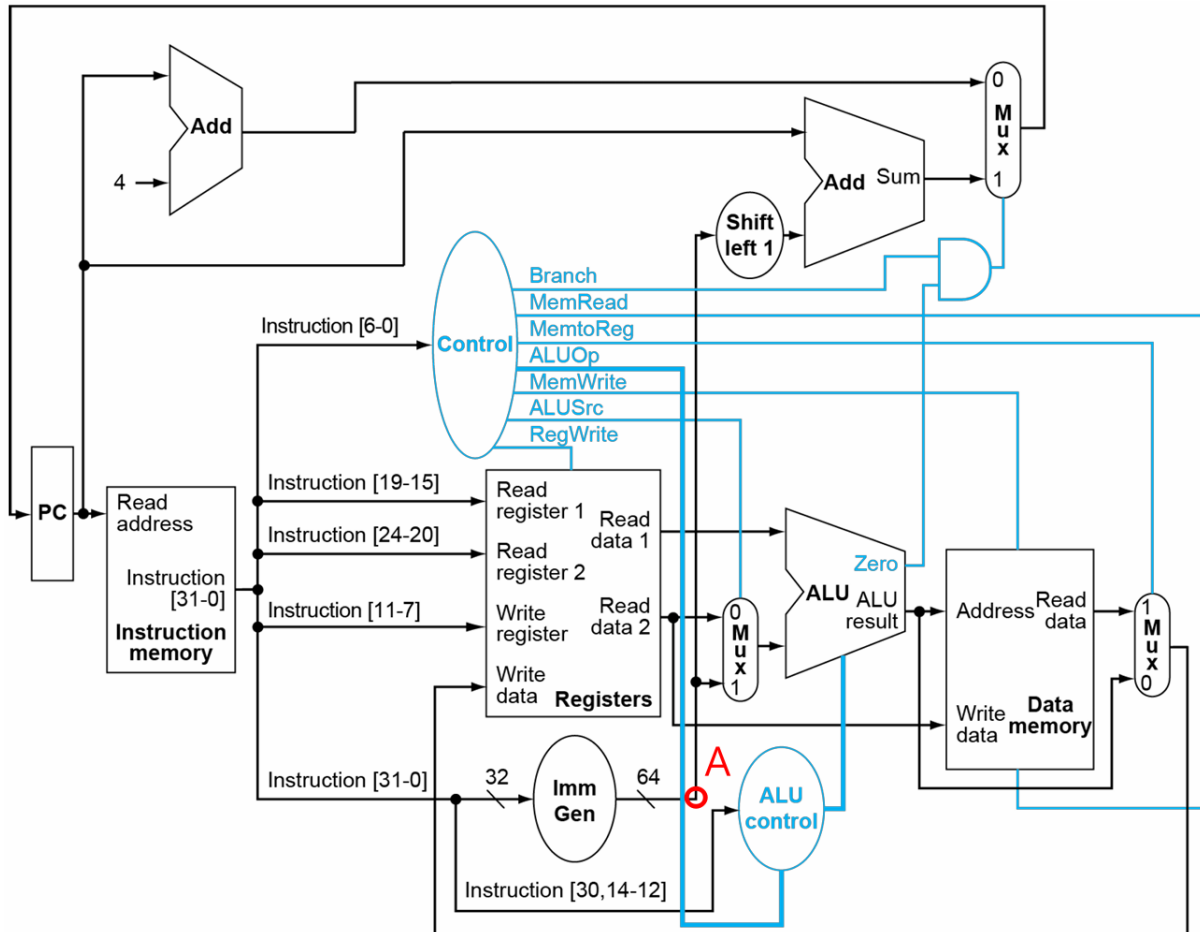 Add
4
0
Mux
1
Add
Sum
Shift
left 1
Branch
MemRead
MemtoReg
ALUOp
MemWrite
ALUSrc
RegWrite
Control
Instruction [6-0]
PC
Read
address
Instruction
[31-0]
Instruction
memory
Instruction [19-15]
Instruction [24-20]
Instruction [11-7]
Read
register 1
Read
register 2
Write
register
Write
data
Read
data 1
Read
data 2
Registers
0
Mux
1
Zero
ALU
ALU
result
Address
Read
data
Write
data
Data
memory
1
Mux
0
Instruction [31-0]
32
Imm
Gen
64
A
ALU
control
Instruction [30,14-12]